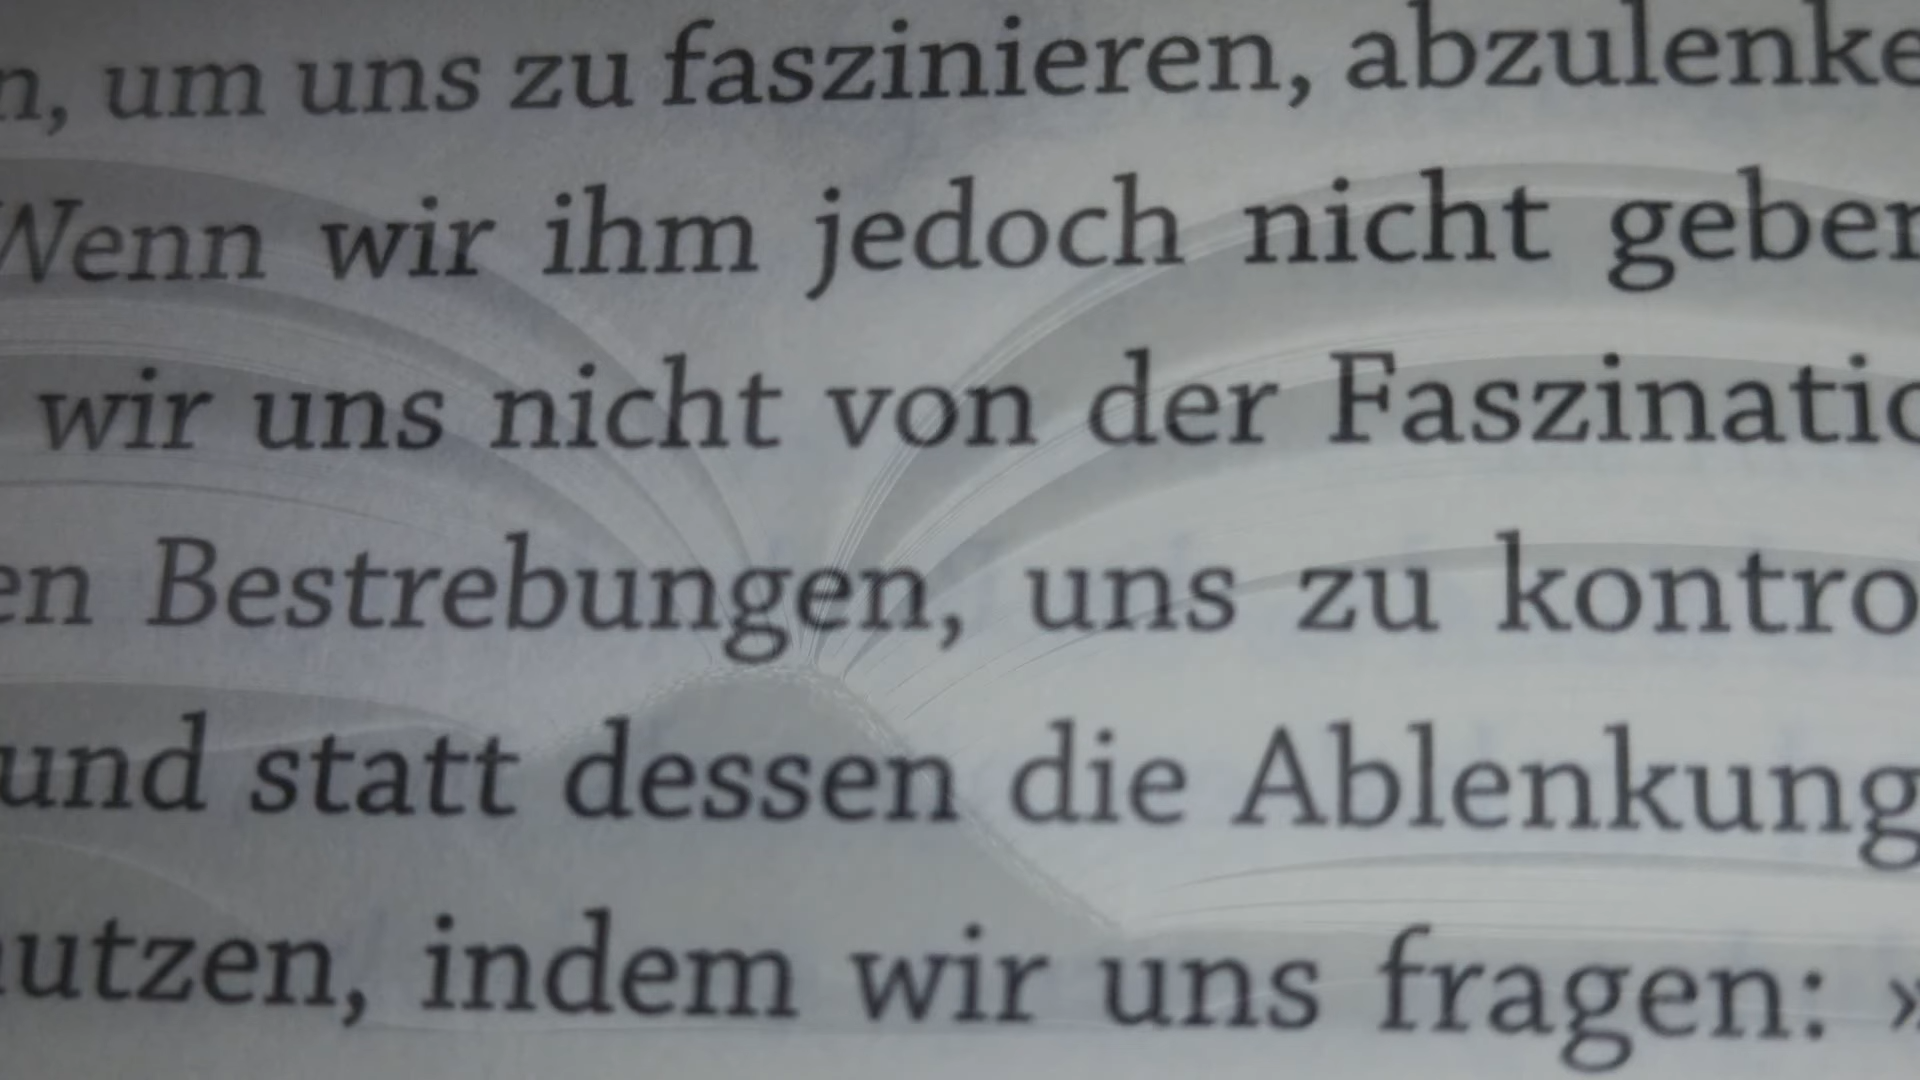 n, um uns zu faszinieren, abzulenke
Wenn wir ihm jedoch nicht geben
wir uns nicht von der Faszinatio
en Bestrebungen, uns zu kontro
und statt dessen die Ablenkung
utzen, indem wir uns fragen: »